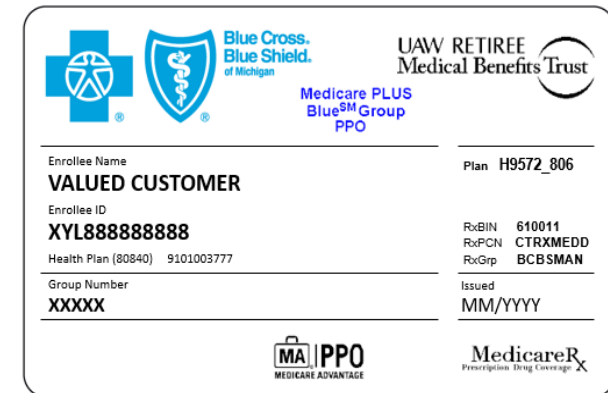 Blue Cross®
Blue Shield®
of Michigan
® ®
UAW RETIREE
Medical Benefits Trust
Medicare PLUS
Blue SM Group
PPO
Enrollee Name
VALUED CUSTOMER
Plan H9572_806
Enrollee ID
XYL888888888
Health Plan (80840) 9101003777
RxBIN 610011
RxPCN CTRXMEDD
RxGrp BCBSMAN
Group Number
XXXXX
Issued
MM/YYYY
MA PPO
MEDICARE ADVANTAGE
MedicareRx
Prescription Drug Coverage